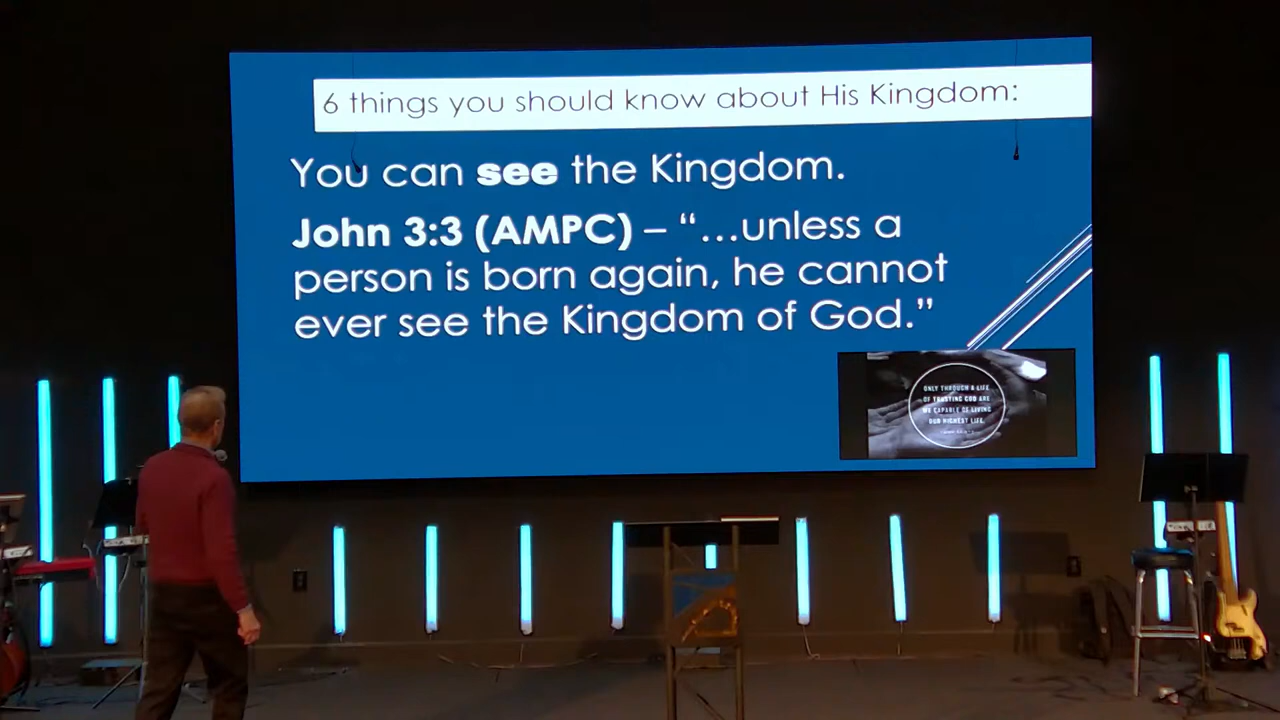 6 things you should know about His Kingdom:
You can see the Kingdom.
John 3:3 (AMPC) – “...unless a
person is born again, he cannot
ever see the Kingdom of God.”
ONLY THROUGH A LIFE
OF TRUSTING GOD ARE
WE CAPABLE OF LIVING
OUR HIGHEST LIFE.